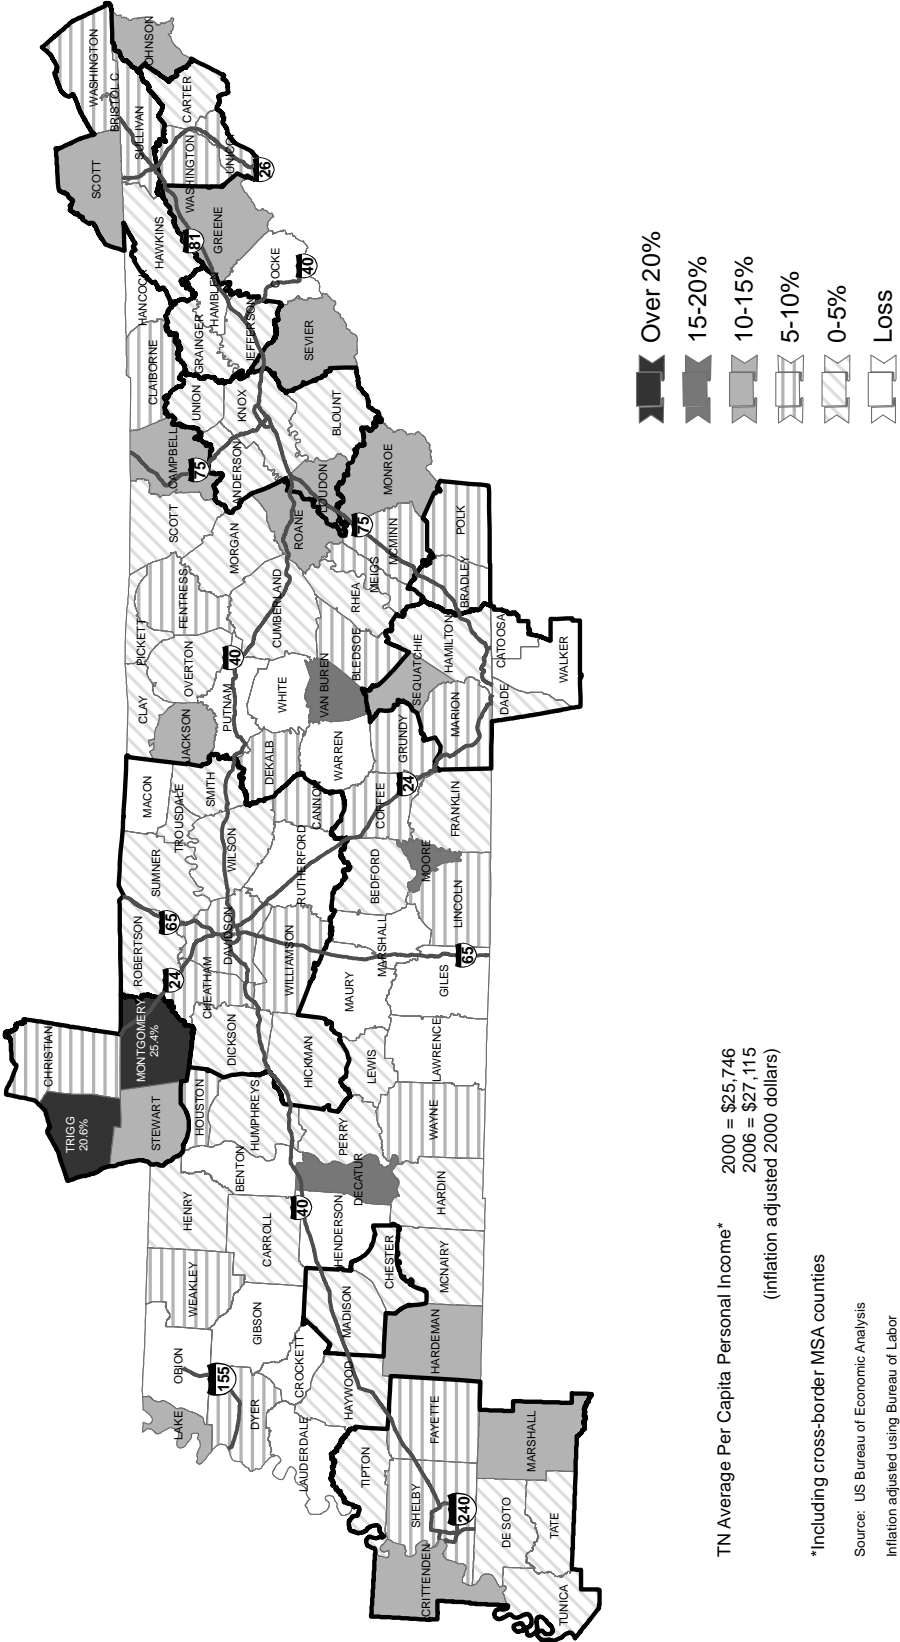 WASHINGTON
JOHNSON
BRISTOL C
SULLIVAN
CARTER
SCOTT
WASHINGTON
UNICOI
26
HAWKINS
81
GREENE
HANCOCK
HAMBLEN
COCKE
40
CLAIBORNE
GRAINGER
JEFFERSON
SEVIER
UNION
KNOX
BLOUNT
CAMPBELL
75
ANDERSON
LOUDON
MONROE
SCOTT
MORGAN
ROANE
75
MCMINN
POLK
FENTRESS
CUMBERLAND
RHEA
MEIGS
BRADLEY
PICKETT
OVERTON
40
BLEDSOE
HAMILTON
CATOOSA
WALKER
CLAY
PUTNAM
WHITE
VAN BUREN
SEQUATCHIE
DADE
JACKSON
DEKALB
WARREN
GRUNDY
MARION
MACON
SMITH
TROUSDALE
CANNON
COFFEE
24
FRANKLIN
SUMNER
WILSON
RUTHERFORD
BEDFORD
MOORE
LINCOLN
ROBERTSON
65
DAVIDSON
24
CHEATHAM
WILLIAMSON
MARSHALL
65
MAURY
GILES
CHRISTIAN
MONTGOMERY
25.4%
DICKSON
HICKMAN
LEWIS
LAWRENCE
TRIGG
20.6%
STEWART
HOUSTON
HUMPHREYS
PERRY
WAYNE
BENTON
DECATUR
HENRY
40
HARDIN
CARROLL
HENDERSON
CHESTER
MCNAIRY
WEAKLEY
GIBSON
MADISON
HARDEMAN
OBION
155
CROCKETT
HAYWOOD
LAKE
DYER
LAUDERDALE
FAYETTE
MARSHALL
TIPTON
SHELBY
240
DE SOTO
TATE
CRITTENDEN
TUNICA
Over 20%
15-20%
10-15%
5-10%
0-5%
Loss
TN Average Per Capita Personal Income* 2000 = $25,746
2006 = $27,115
(inflation adjusted 2000 dollars)
*Including cross-border MSA counties
Source: US Bureau of Economic Analysis
Inflation adjusted using Bureau of Labor